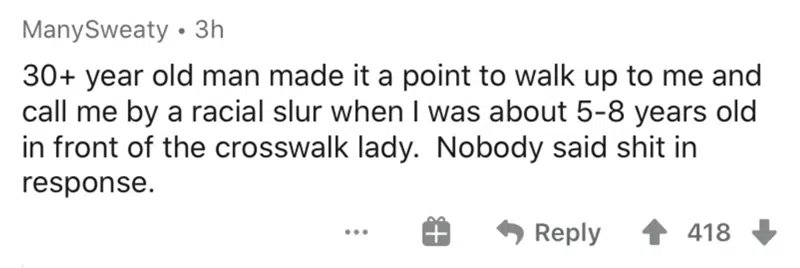 ManySweaty • 3h
30+ year old man made it a point to walk up to me and
call me by a racial slur when I was about 5-8 years old
in front of the crosswalk lady.  Nobody said shit in
response.
... Reply 418